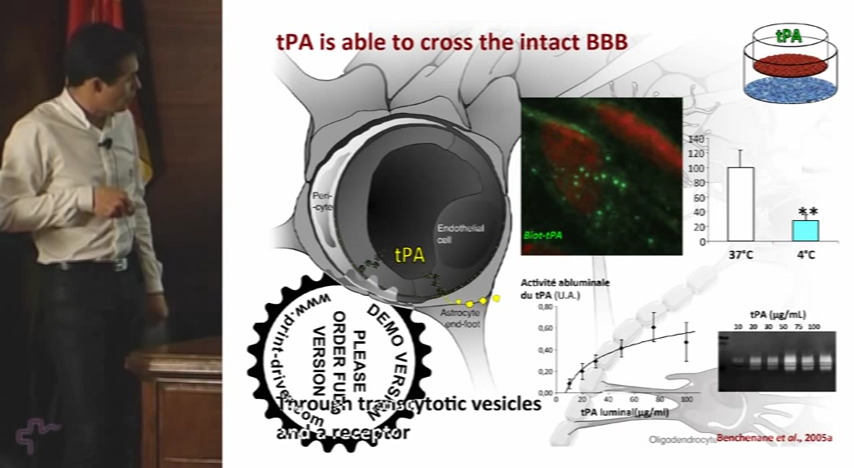 tPA is able to cross the intact BBB
tPA
Peri-
-cyte
Endothelial
cell
tPA
Astrocyte
end-foot
Biot-tPA
140
120
100
80
60
40
20
0
**
37°C
4°C
Activité abluminale
du tPA (U.A.)
0,80
0,60
0,40
0,20
0,00
0
20
40
60
80
100
tPA luminal(µg/ml)
tPA (µg/mL)
10 20 30 50 75 100
www.print-driver.com
DEMO VERSION
PLEASE
ORDER FULL
VERSION
Through transcytotic vesicles
and a receptor
Oligodendrocyte
Benchenane et al., 2005a